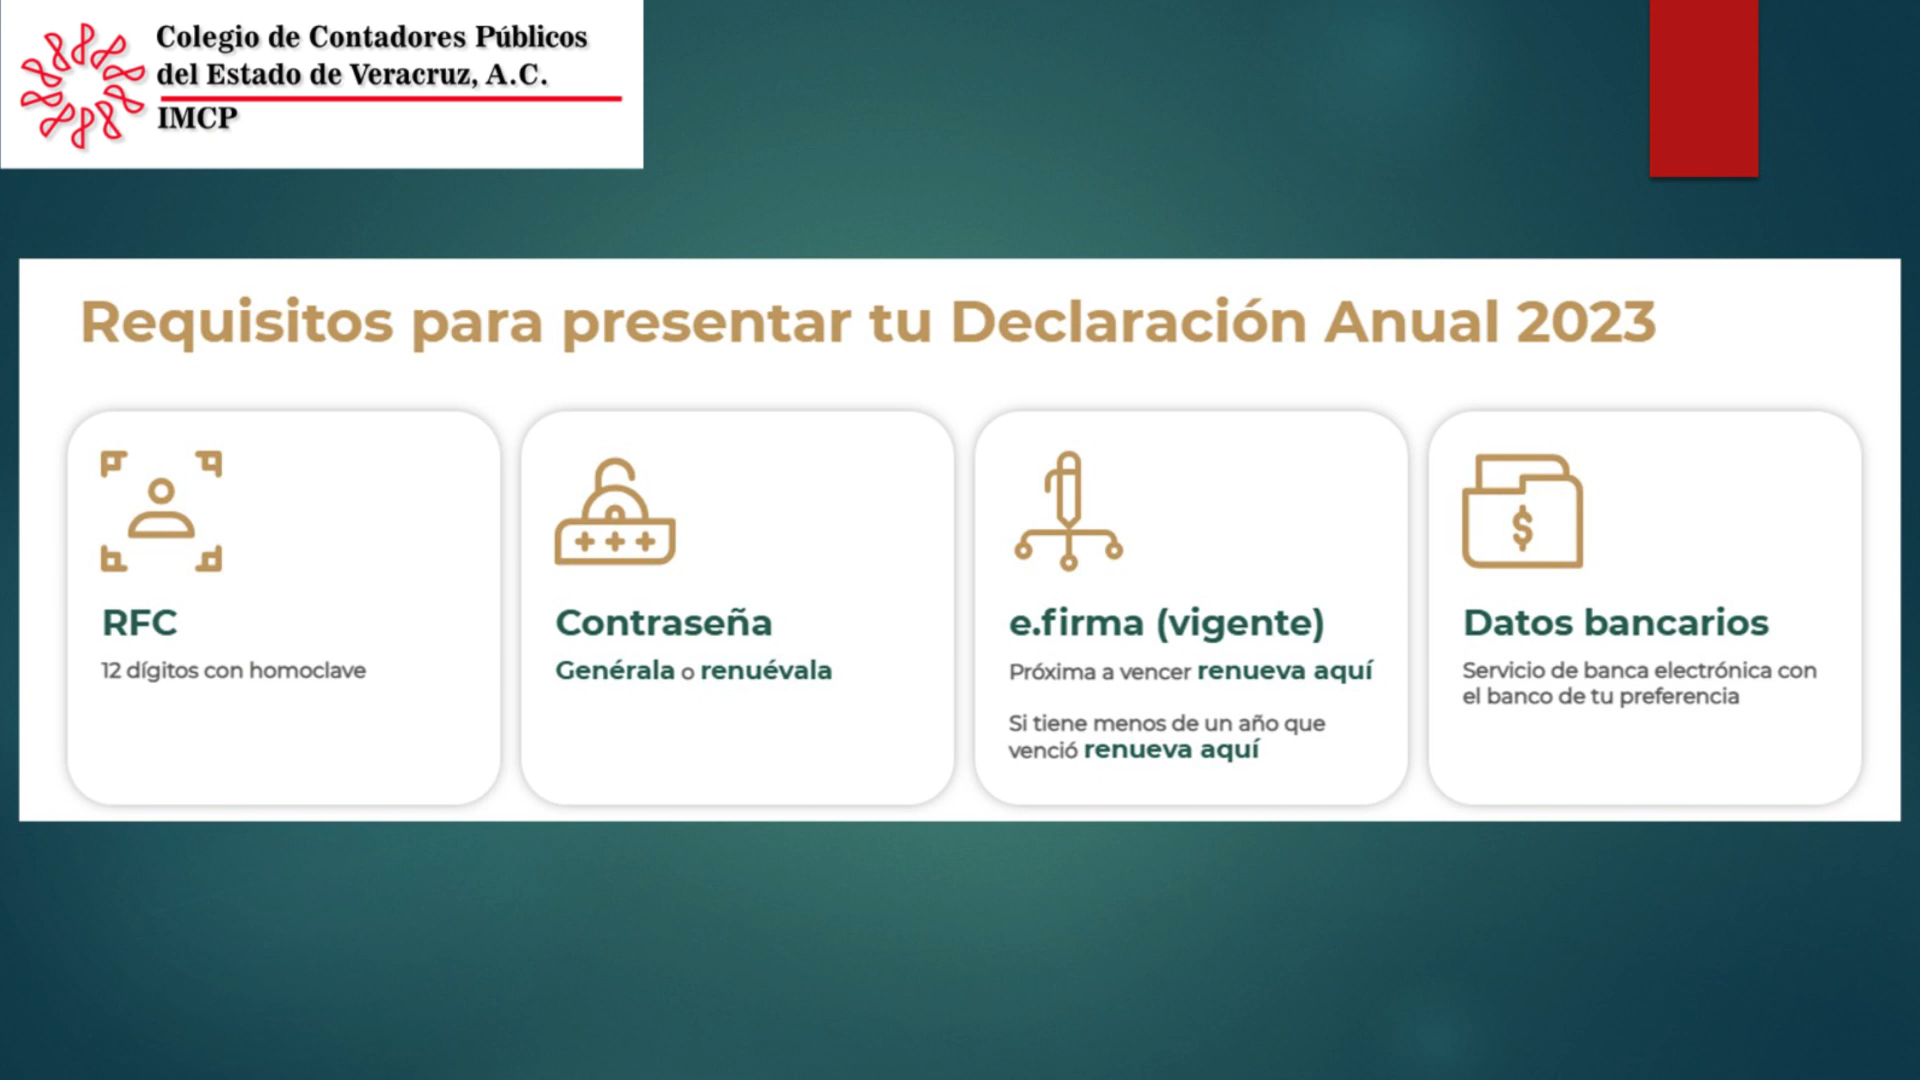 Colegio de Contadores Públicos
del Estado de Veracruz, A.C.
IMCP
Requisitos para presentar tu Declaración Anual 2023
RFC
12 dígitos con homoclave
Contraseña
Genérala o renuévala
e.firma (vigente)
Próxima a vencer renueva aquí
Si tiene menos de un año que
venció renueva aquí
Datos bancarios
Servicio de banca electrónica con
el banco de tu preferencia